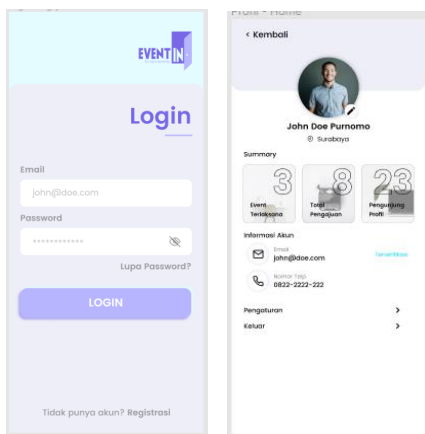 Profil - Home
EVENT IN
Login
Email
john@doe.com
Password
Lupa Password?
LOGIN
Tidak punya akun? Registrasi
< Kembali
John Doe Purnomo
Surabaya
Summary
3
Event
Terlaksana
8
Total
Pengajuan
23
Pengunjung
Profil
Informasi Akun
Email
john@doe.com
Terverifikasi
Nomor Telp
0822-2222-222
Pengaturan
Keluar